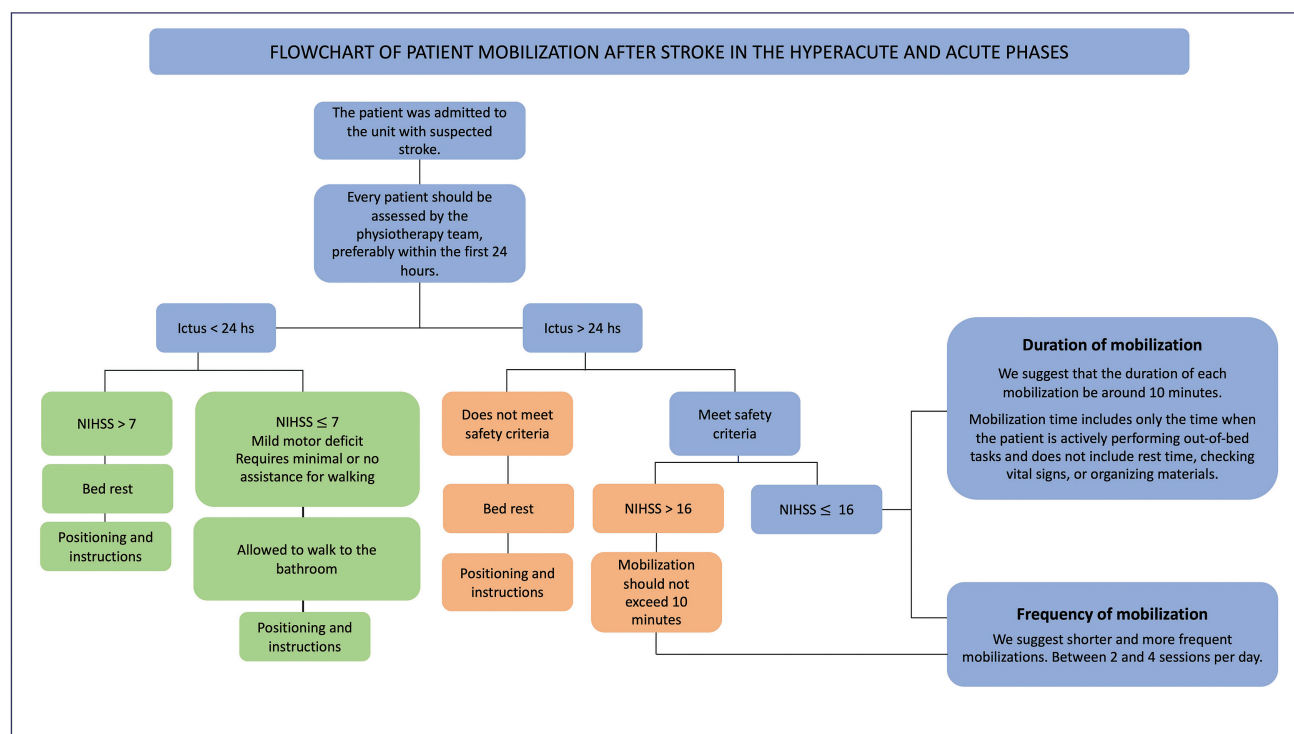 FLOWCHART OF PATIENT MOBILIZATION AFTER STROKE IN THE HYPERACUTE AND ACUTE PHASES
The patient was admitted to
the unit with suspected
stroke.
Every patient should be
assessed by the
physiotherapy team,
preferably within the first 24
hours.
Ictus < 24 hs
Ictus > 24 hs
NIHSS > 7
Bed rest
Positioning and
instructions
NIHSS ≤ 7
Mild motor deficit
Requires minimal or no
assistance for walking
Allowed to walk to the
bathroom
Positioning and
instructions
Does not meet
safety criteria
Bed rest
Positioning and
instructions
Meet safety
criteria
NIHSS > 16
Mobilization
should not
exceed 10
minutes
NIHSS ≤ 16
Duration of mobilization
We suggest that the duration of each
mobilization be around 10 minutes.
Mobilization time includes only the time when
the patient is actively performing out-of-bed
tasks and does not include rest time, checking
vital signs, or organizing materials.
Frequency of mobilization
We suggest shorter and more frequent
mobilizations. Between 2 and 4 sessions per day.